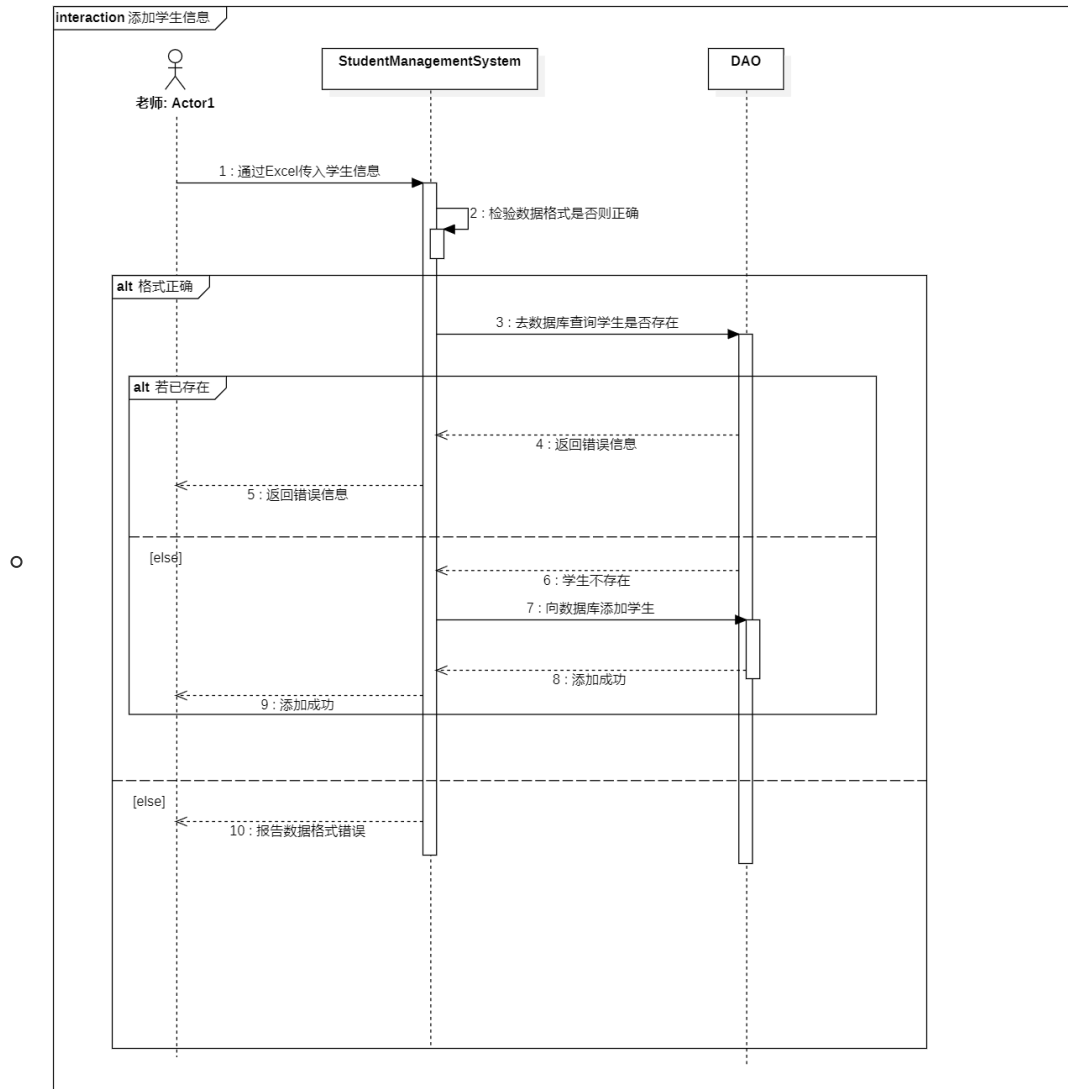 interaction 添加学生信息
StudentManagementSystem
DAO
老师: Actor1
1 : 通过Excel传入学生信息
2 : 检验数据格式是否则正确
alt 格式正确
3 : 去数据库查询学生是否存在
alt 若已存在
4 : 返回错误信息
5 : 返回错误信息
[else]
6 : 学生不存在
7 : 向数据库添加学生
8 : 添加成功
9 : 添加成功
[else]
10 : 报告数据格式错误